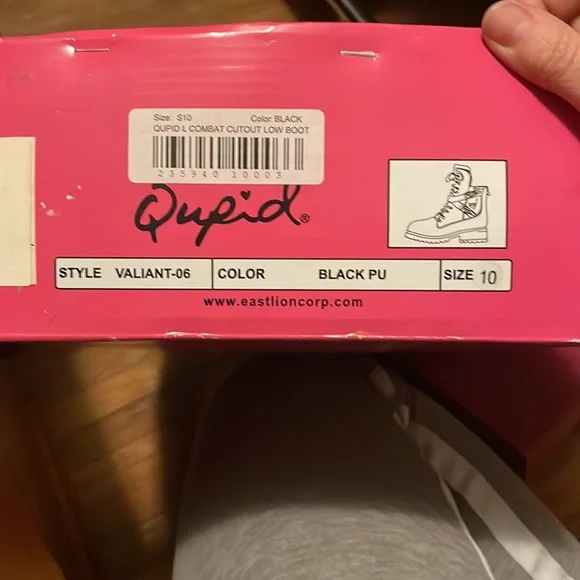 Size: S10 Color: BLACK
QUPID L COMBAT CUTOUT LOW BOOT
235940 10003
Qupid®
STYLE VALIANT-06 COLOR BLACK PU SIZE 10
www.eastlioncorp.com